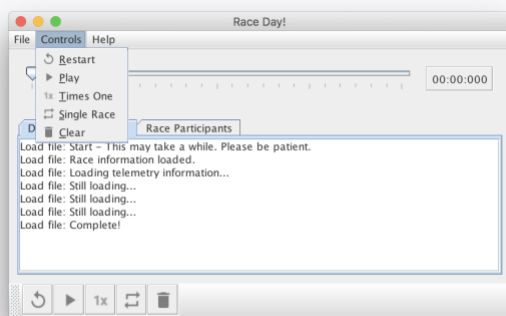 Race Day!
File Controls Help
Restart
Play
1x Times One
Single Race
Clear
00:00:000
D
Race Participants
Load file: Start – This may take a while. Please be patient.
Load file: Race information loaded.
Load file: Loading telemetry information...
Load file: Still loading...
Load file: Still loading...
Load file: Still loading...
Load file: Complete!
1x